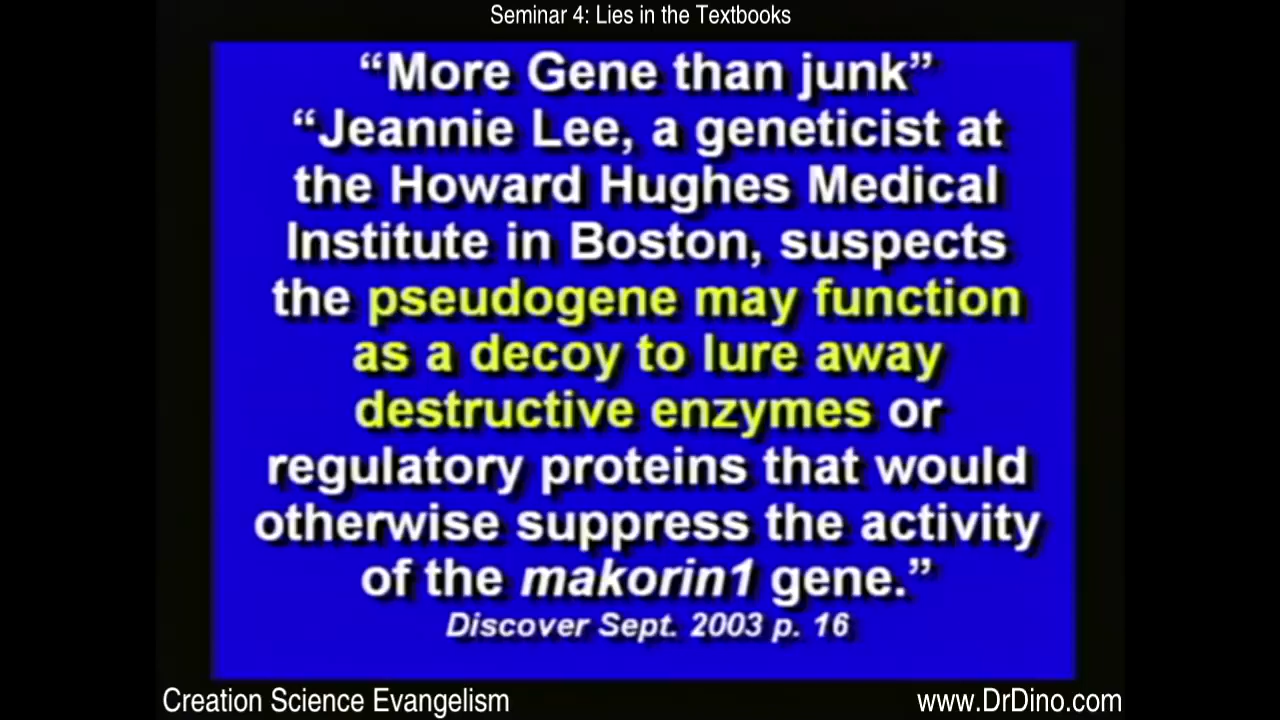 Seminar 4: Lies in the Textbooks
“More Gene than junk”
“Jeannie Lee, a geneticist at
the Howard Hughes Medical
Institute in Boston, suspects
the pseudogene may function
as a decoy to lure away
destructive enzymes or
regulatory proteins that would
otherwise suppress the activity
of the makorin1 gene.”
Discover Sept. 2003 p. 16
Creation Science Evangelism
www.DrDino.com